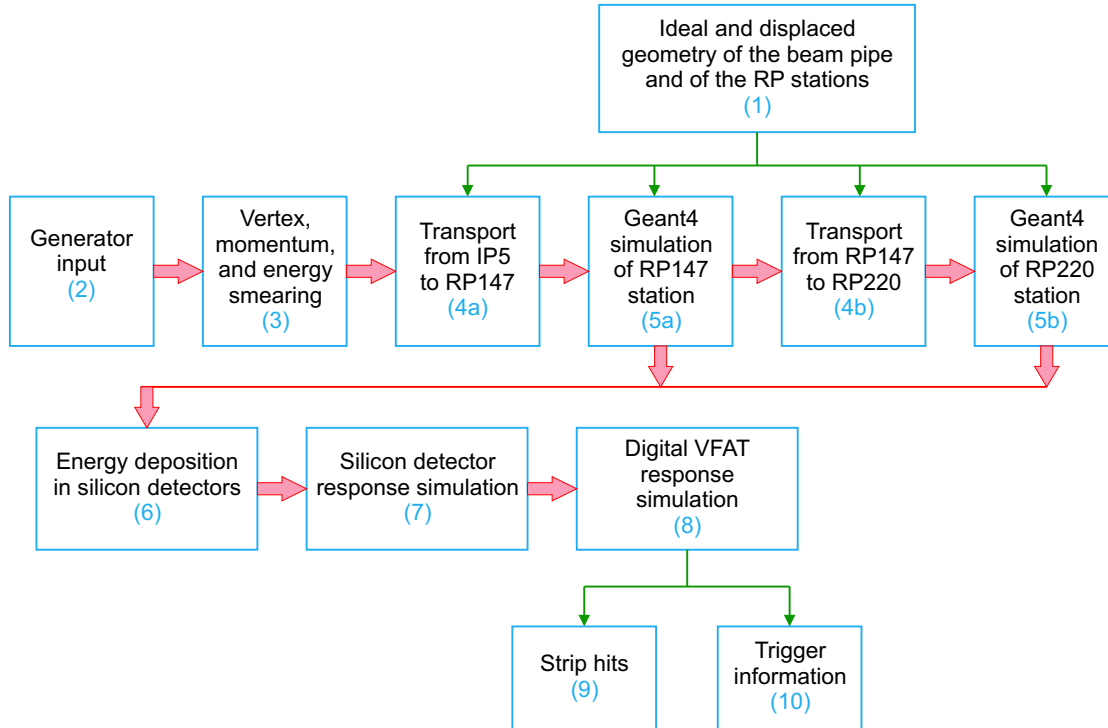 Ideal and displaced
geometry of the beam pipe
and of the RP stations
(1)
Generator
input
(2)
Vertex,
momentum,
and energy
smearing
(3)
Transport
from IP5
to RP147
(4a)
Geant4
simulation
of RP147
station
(5a)
Transport
from RP147
to RP220
(4b)
Geant4
simulation
of RP220
station
(5b)
Energy deposition
in silicon detectors
(6)
Silicon detector
response simulation
(7)
Digital VFAT
response
simulation
(8)
Strip hits
(9)
Trigger
information
(10)